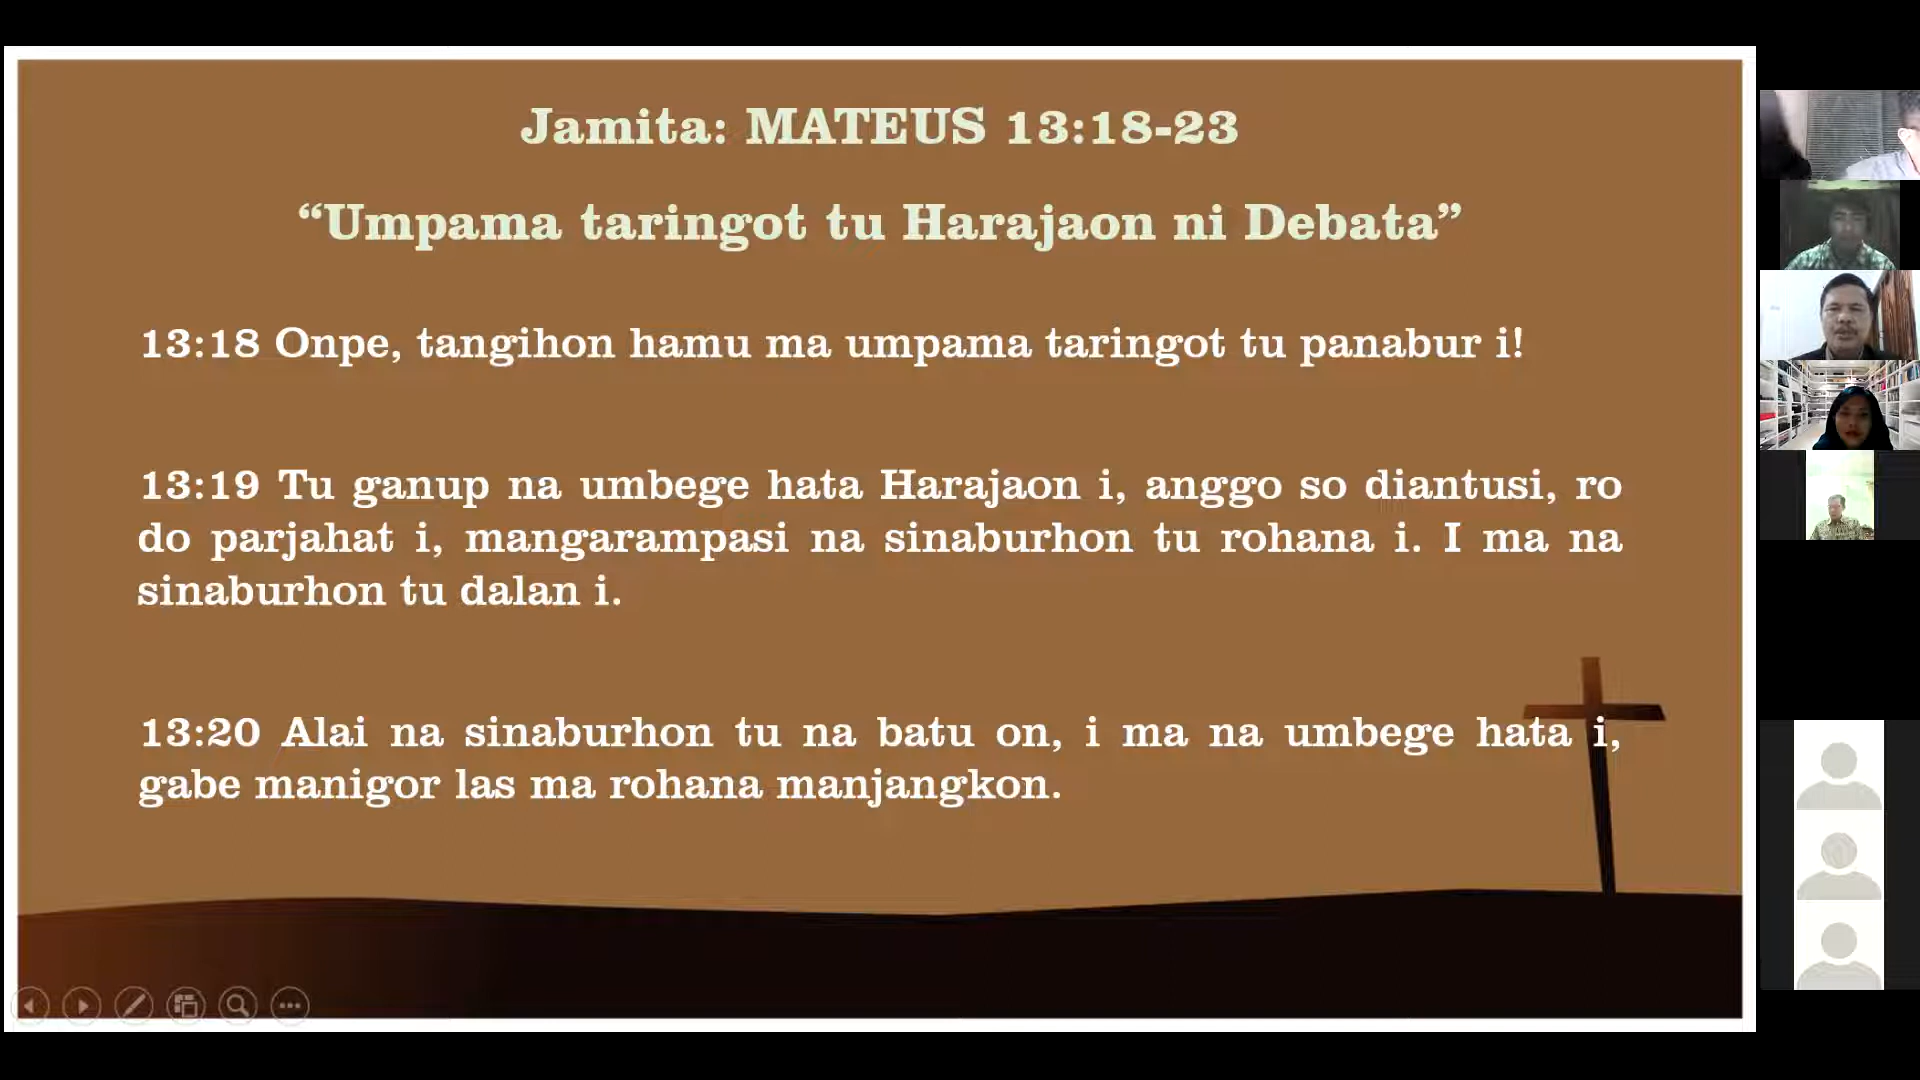 Jamita: MATEUS 13:18-23
“Umpama taringot tu Harajaon ni Debata”
13:18 Onpe, tangihon hamu ma umpama taringot tu panabur i!
13:19 Tu ganup na umbege hata Harajaon i, anggo so diantusi, ro
do parjahat i, mangarampasi na sinaburhon tu rohana i. I ma na
sinaburhon tu dalan i.
13:20 Alai na sinaburhon tu na batu on, i ma na umbege hata i,
gabe manigor las ma rohana manjangkon.